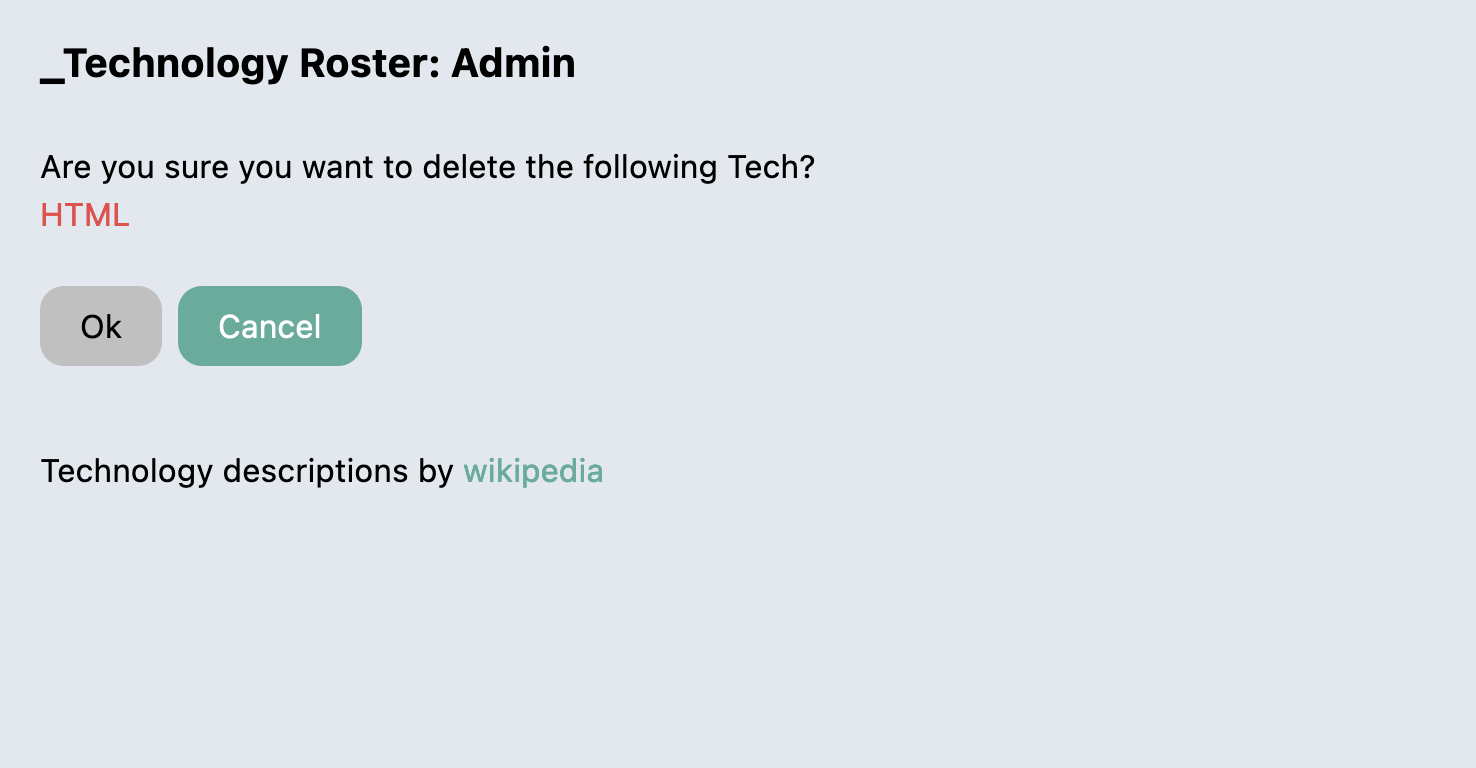 _Technology Roster: Admin
Are you sure you want to delete the following Tech?
HTML
Ok
Cancel
Technology descriptions by wikipedia